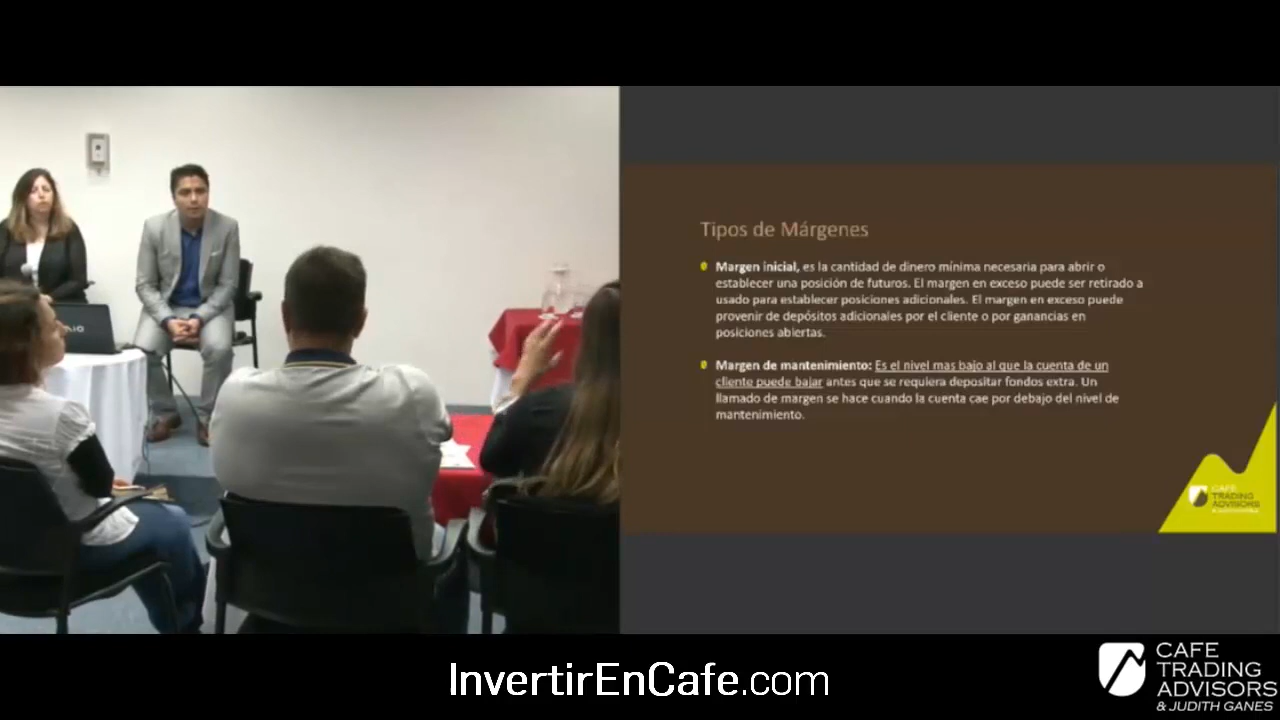 Tipos de Márgenes
Margen inicial, es la cantidad de dinero mínima necesaria para abrir o
establecer una posición de futuros. El margen en exceso puede ser retirado a
usado para establecer posiciones adicionales. El margen en exceso puede
provenir de depósitos adicionales por el cliente o por ganancias en
posiciones abiertas.
Margen de mantenimiento: Es el nivel mas bajo al que la cuenta de un
cliente puede bajar antes que se requiera depositar fondos extra. Un
llamado de margen se hace cuando la cuenta cae por debajo del nivel de
mantenimiento.
CAFE
TRADING
ADVISORS
InvertirEnCafe.com
CAFE
TRADING
ADVISORS
& JUDITH GANES